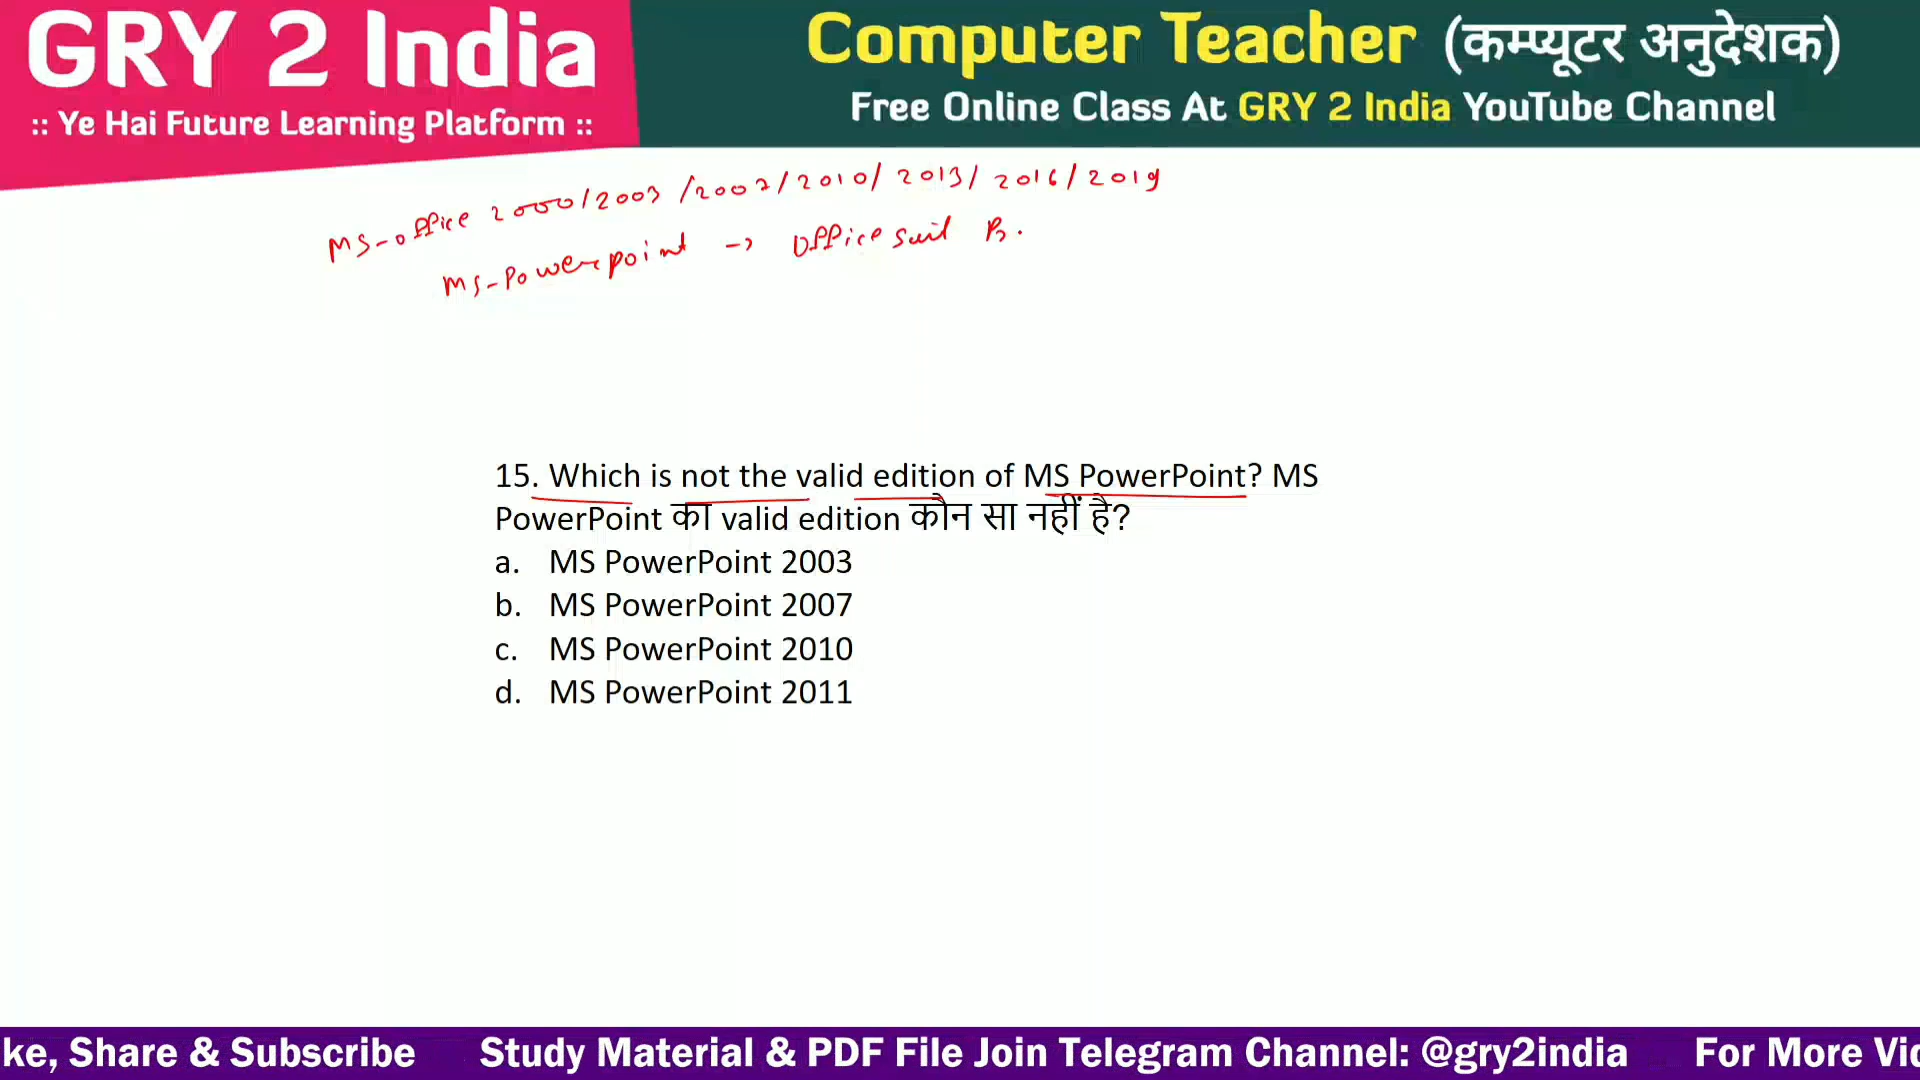 GRY 2 India
:: Ye Hai Future Learning Platform ::
Computer Teacher (कम्प्यूटर अनुदेशक)
Free Online Class At GRY 2 India YouTube Channel
MS-office 2000/2003/2007/2010/2013/2016/2019
MS-Powerpoint -> Office suit
15. Which is not the valid edition of MS PowerPoint? MS
PowerPoint का valid edition कौन सा नहीं है?
a. MS PowerPoint 2003
b. MS PowerPoint 2007
c. MS PowerPoint 2010
d. MS PowerPoint 2011
ke, Share & Subscribe Study Material & PDF File Join Telegram Channel: @gry2india For More Vic